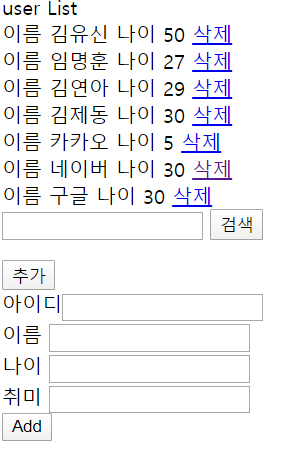 user List
이름 김유신 나이 50 삭제
이름 임명훈 나이 27 삭제
이름 김연아 나이 29 삭제
이름 김제동 나이 30 삭제
이름 카카오 나이 5 삭제
이름 네이버 나이 30 삭제
이름 구글 나이 30 삭제
검색
추가
아이디
이름
나이
취미
Add